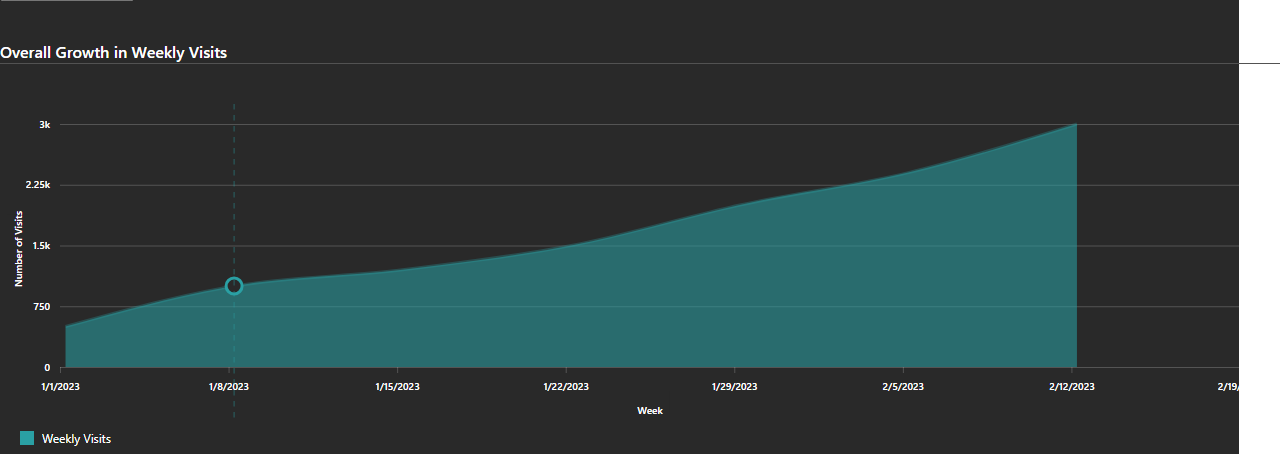 Overall Growth in Weekly Visits
3k
2.25k
1.5k
750
0
Number of Visits
1/1/2023
1/8/2023
1/15/2023
1/22/2023
1/29/2023
2/5/2023
2/12/2023
2/19/
Week
Weekly Visits